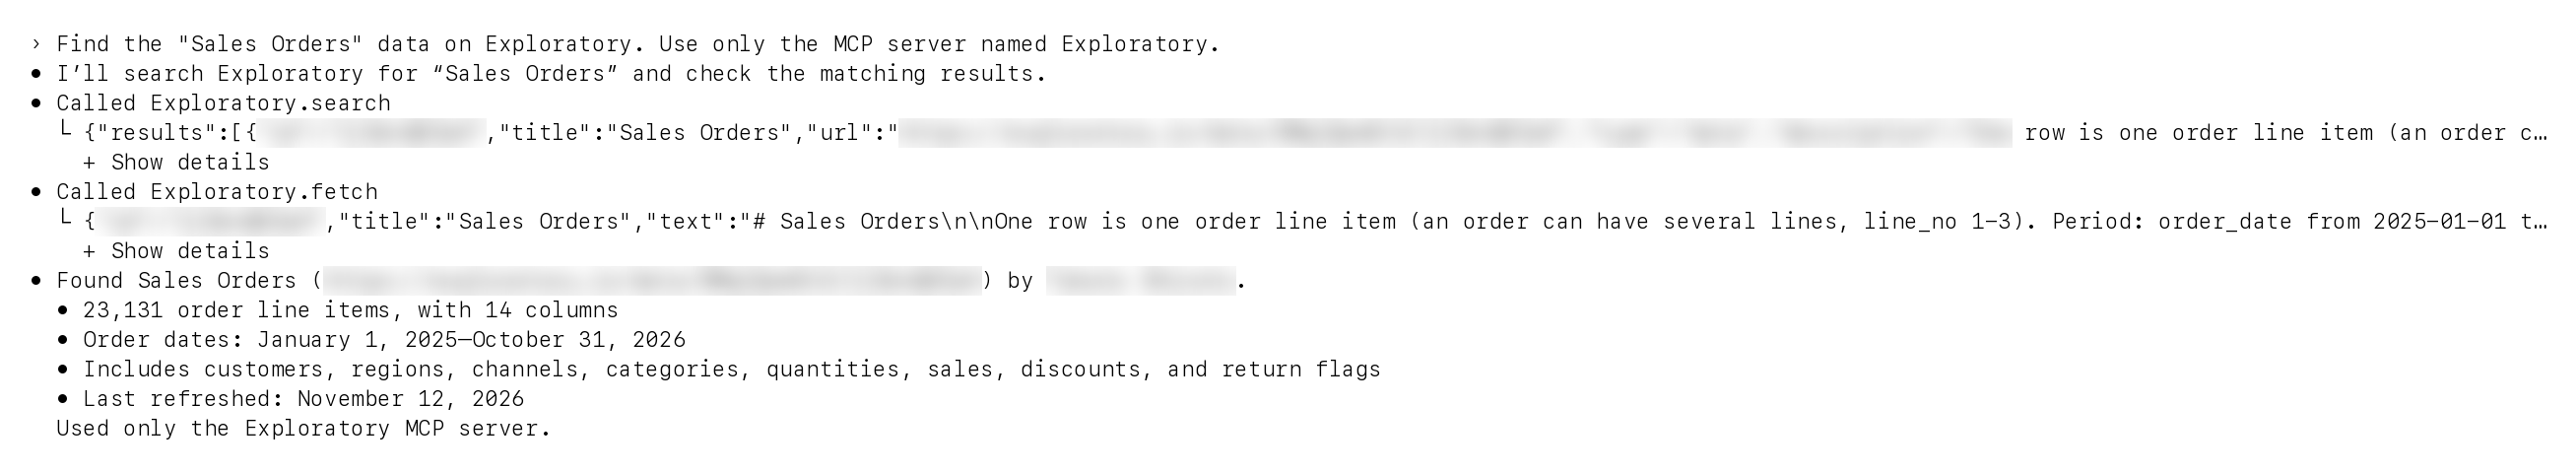 › Find the "Sales Orders" data on Exploratory. Use only the MCP server named Exploratory.
• I’ll search Exploratory for “Sales Orders” and check the matching results.
• Called Exploratory.search
└ {"results":[{ ,"title":"Sales Orders","url":" row is one order line item (an order c…
+ Show details
• Called Exploratory.fetch
└ { ,"title":"Sales Orders","text":"# Sales Orders\n\nOne row is one order line item (an order can have several lines, line_no 1–3). Period: order_date from 2025-01-01 t…
+ Show details
• Found Sales Orders ( ) by .
• 23,131 order line items, with 14 columns
• Order dates: January 1, 2025–October 31, 2026
• Includes customers, regions, channels, categories, quantities, sales, discounts, and return flags
• Last refreshed: November 12, 2026
Used only the Exploratory MCP server.